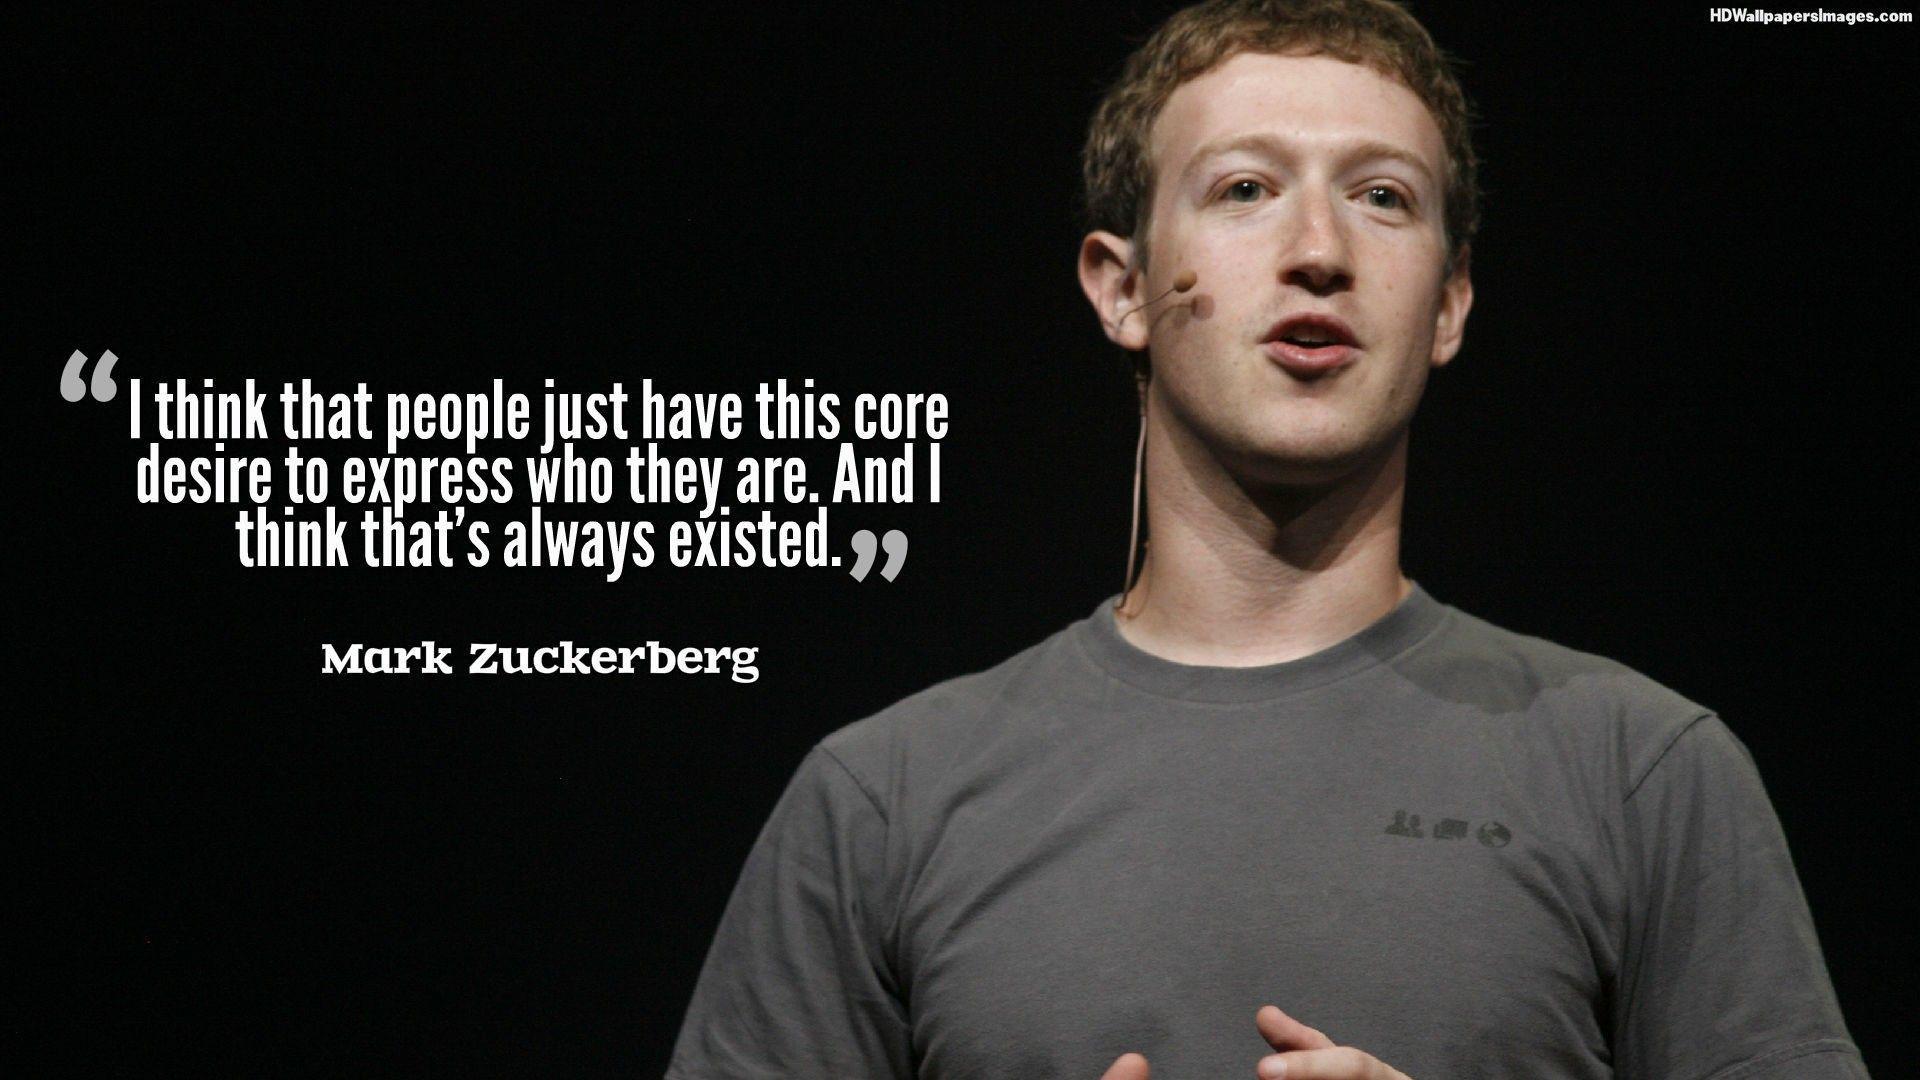 HDWallpapersImages.com
“I think that people just have this core
desire to express who they are. And I
think that’s always existed.”
Mark Zuckerberg